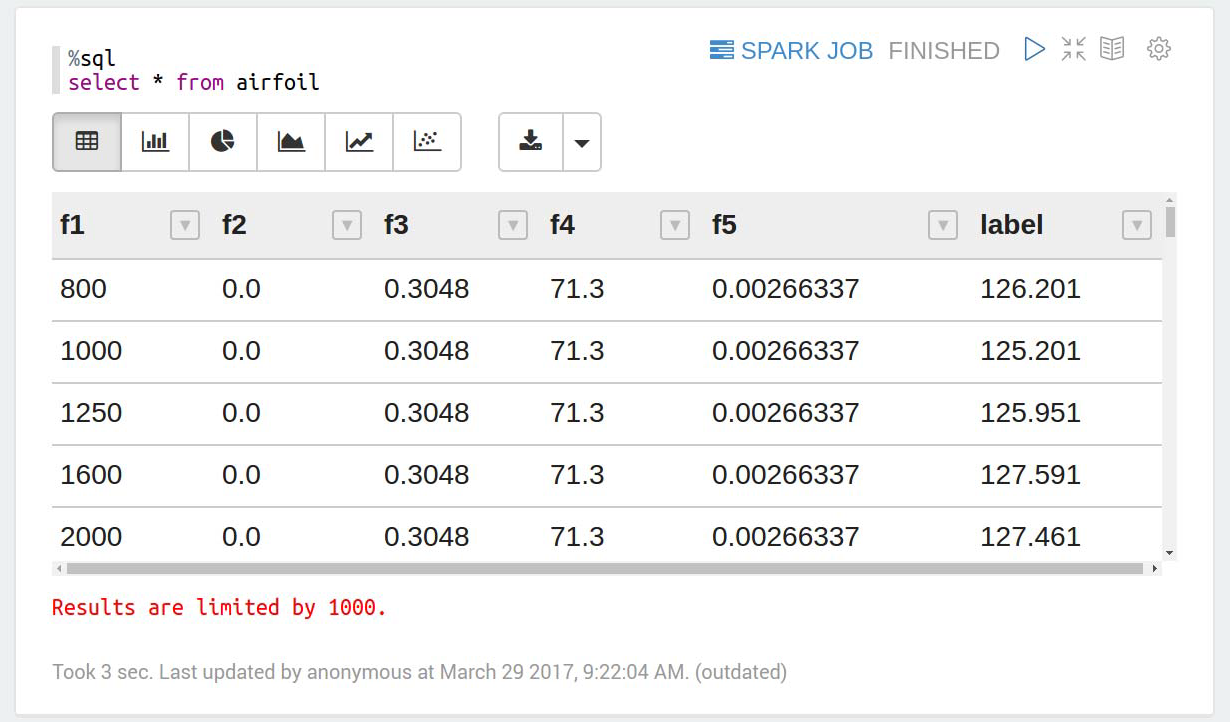 %sql
select * from airfoil
SPARK JOB FINISHED
f1 f2 f3 f4 f5 label
800 0.0 0.3048 71.3 0.00266337 126.201
1000 0.0 0.3048 71.3 0.00266337 125.201
1250 0.0 0.3048 71.3 0.00266337 125.951
1600 0.0 0.3048 71.3 0.00266337 127.591
2000 0.0 0.3048 71.3 0.00266337 127.461
Results are limited by 1000.
Took 3 sec. Last updated by anonymous at March 29 2017, 9:22:04 AM. (outdated)